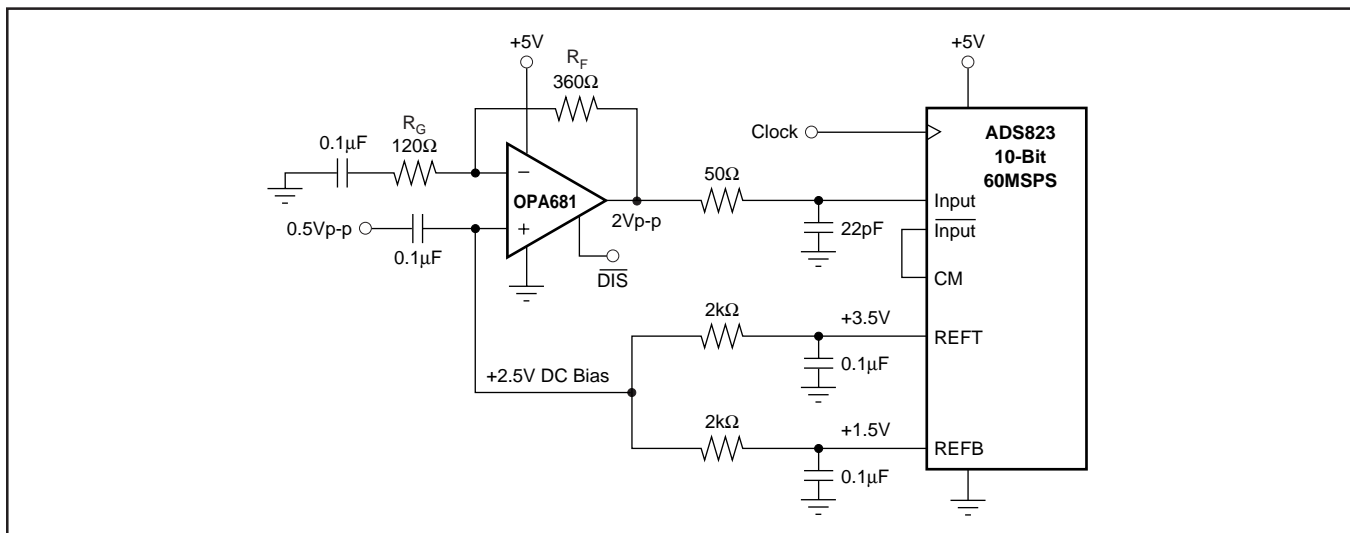 +5V
R_F
360Ω
+5V
Clock
ADS823
10-Bit
60MSPS
0.1µF
R_G
120Ω
−
OPA681
+
50Ω
2Vp-p
22pF
Input
I̅n̅p̅u̅t̅
CM
0.5Vp-p
0.1µF
D̅I̅S̅
2kΩ
+3.5V
REFT
0.1µF
+2.5V DC Bias
2kΩ
+1.5V
REFB
0.1µF